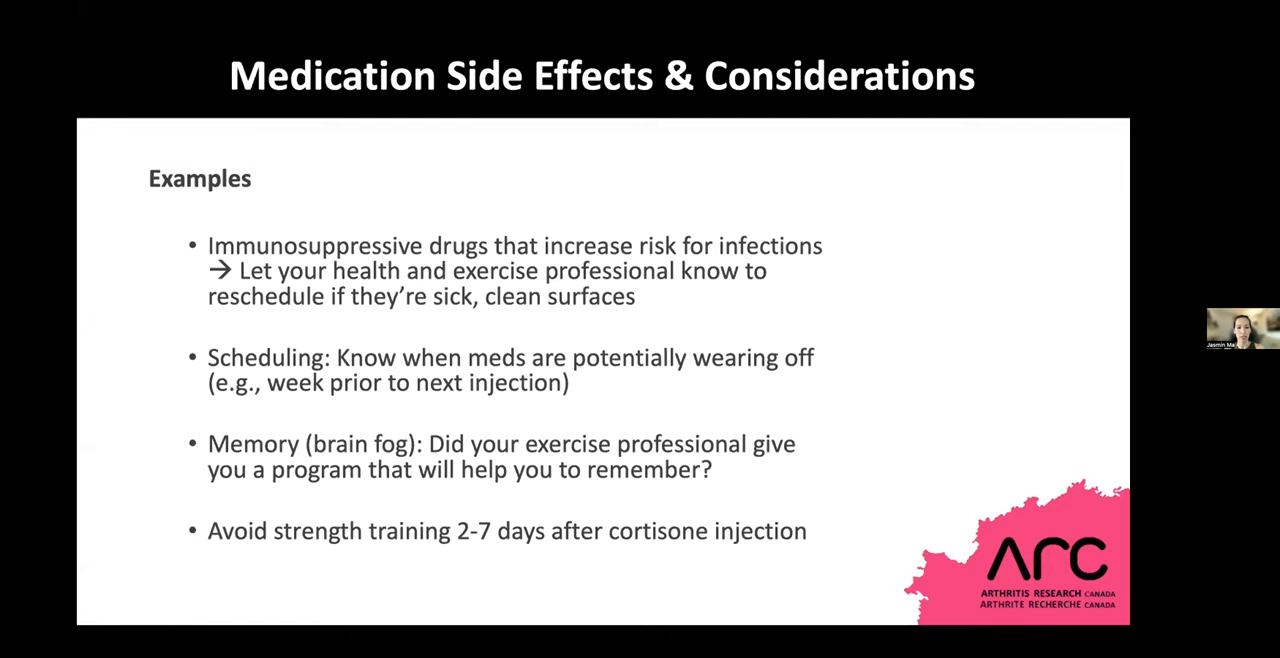 Medication Side Effects & Considerations
Examples
• Immunosuppressive drugs that increase risk for infections
→ Let your health and exercise professional know to
reschedule if they're sick, clean surfaces
• Scheduling: Know when meds are potentially wearing off
(e.g., week prior to next injection)
• Memory (brain fog): Did your exercise professional give
you a program that will help you to remember?
• Avoid strength training 2-7 days after cortisone injection
Arc
ARTHRITIS RESEARCH CANADA
ARTHRITE RECHERCHE CANADA
Jasmin Ma